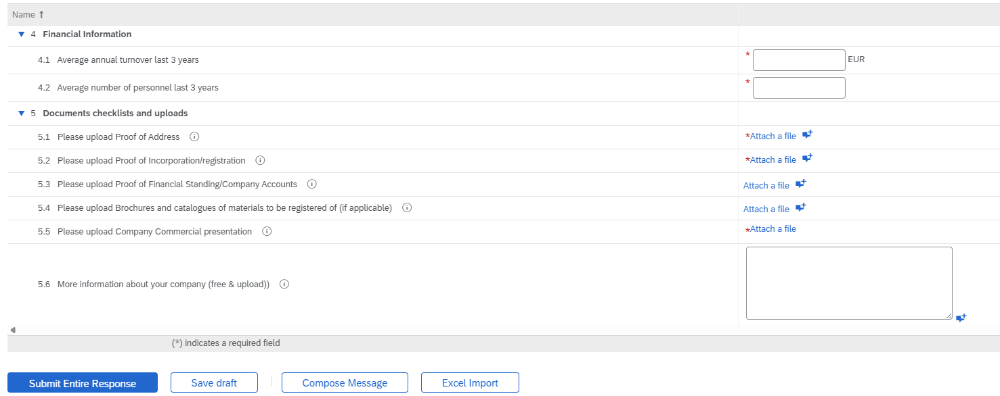 Name ↑
▼ 4 Financial Information
4.1 Average annual turnover last 3 years * EUR
4.2 Average number of personnel last 3 years *
▼ 5 Documents checklists and uploads
5.1 Please upload Proof of Address *Attach a file
5.2 Please upload Proof of Incorporation/registration *Attach a file
5.3 Please upload Proof of Financial Standing/Company Accounts Attach a file
5.4 Please upload Brochures and catalogues of materials to be registered of (if applicable) Attach a file
5.5 Please upload Company Commercial presentation *Attach a file
5.6 More information about your company (free & upload))
(*) indicates a required field
Submit Entire Response Save draft Compose Message Excel Import